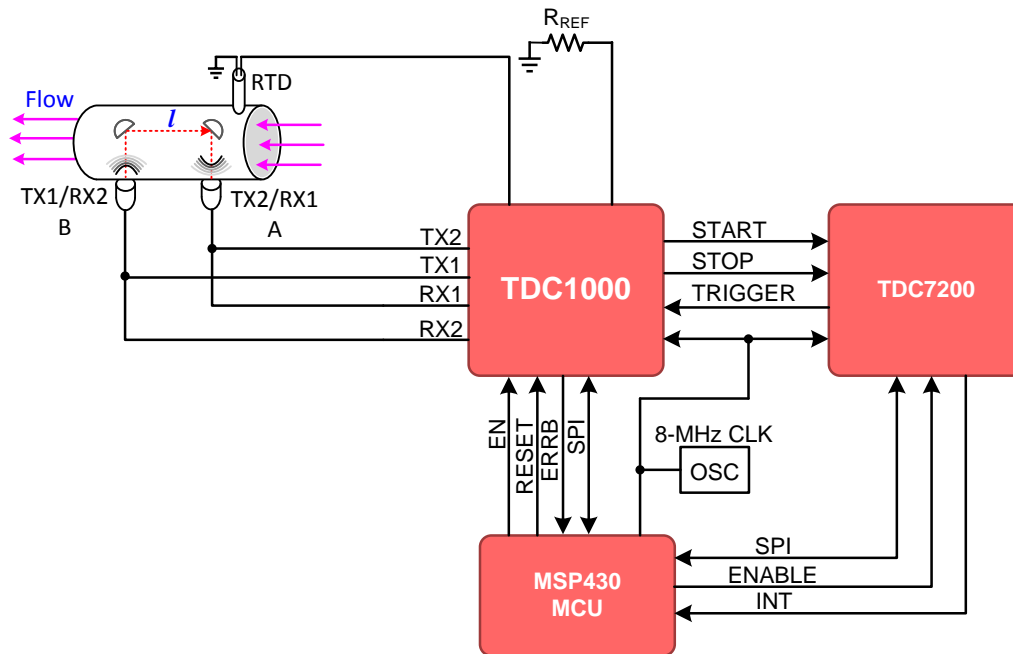 R_REF
RTD
Flow
l
TX1/RX2
B
TX2/RX1
A
TX2
TX1
RX1
RX2
TDC1000
START
STOP
TRIGGER
TDC7200
EN
RESET
ERRB
SPI
8-MHz CLK
OSC
MSP430
MCU
SPI
ENABLE
INT